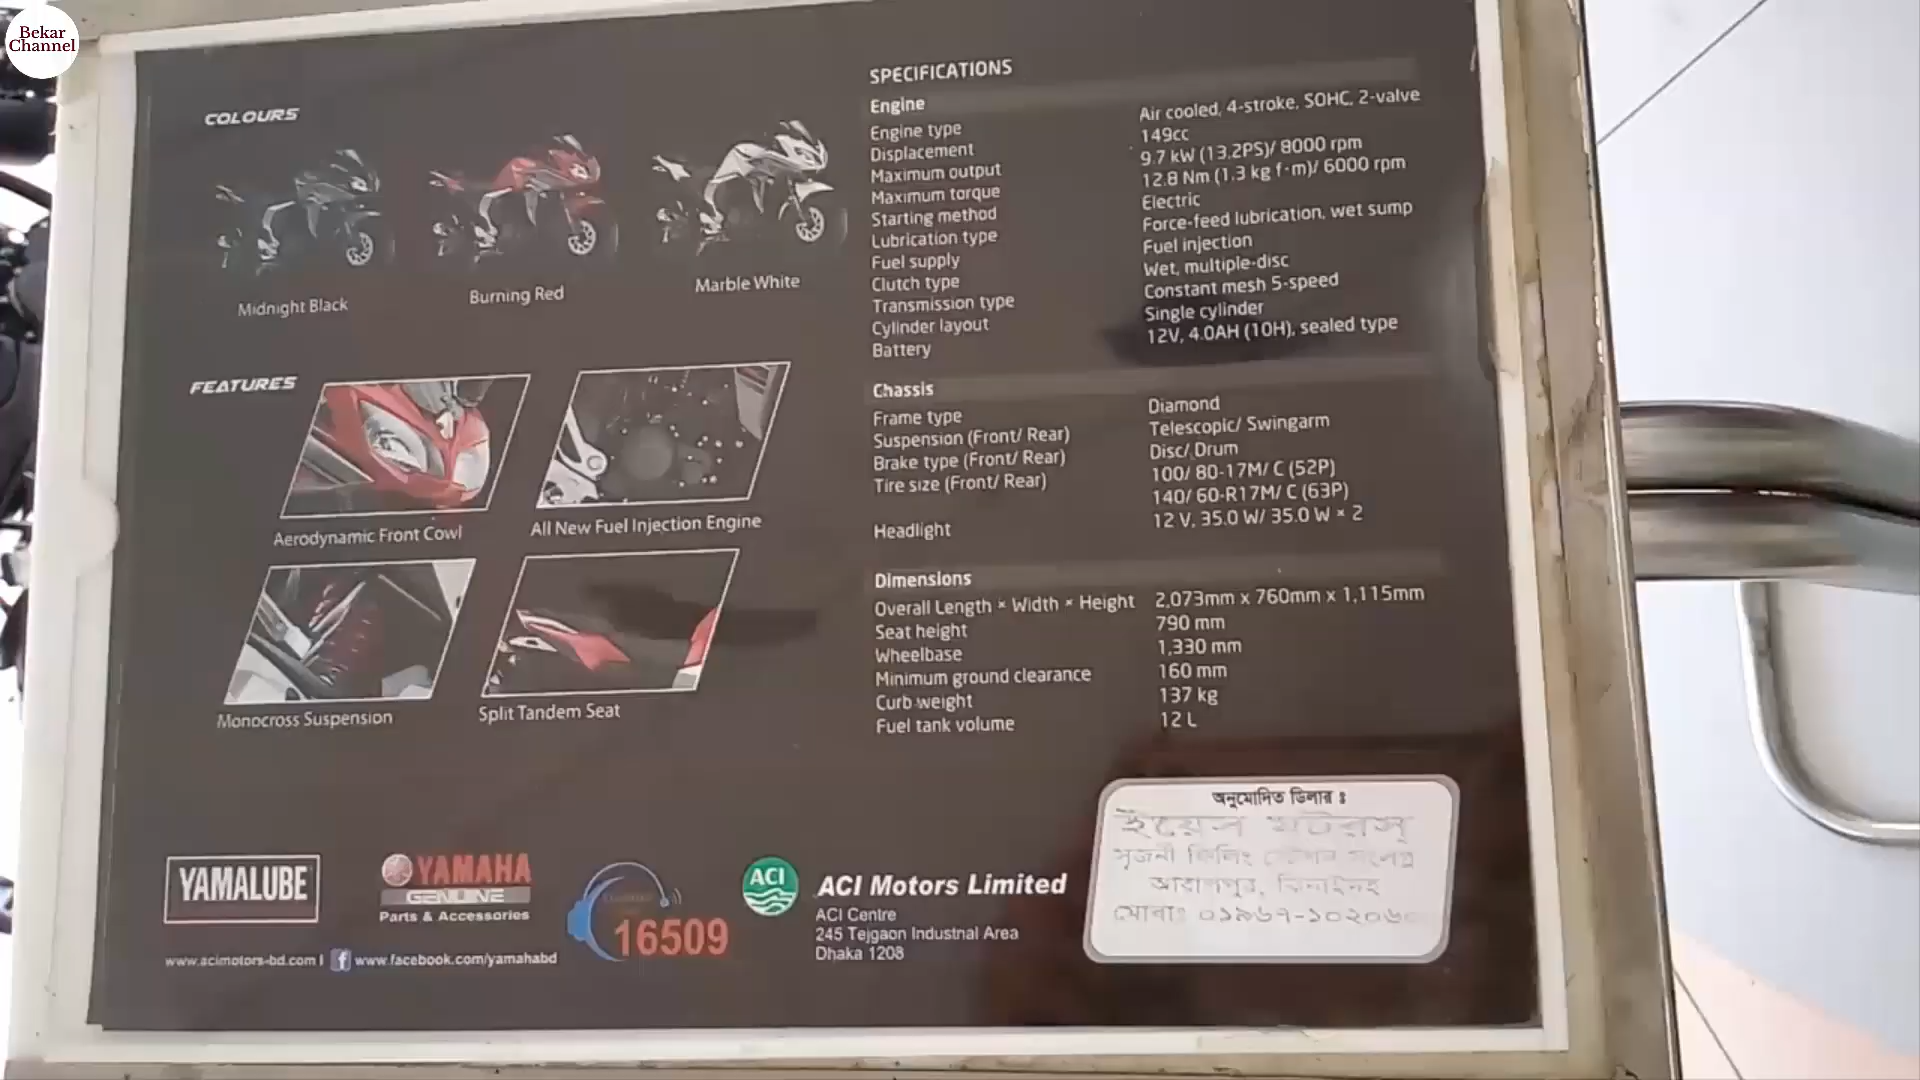 Bekar
Channel
COLOURS
Midnight Black
Burning Red
Marble White
FEATURES
Aerodynamic Front Cowl
All New Fuel Injection Engine
Monocross Suspension
Split Tandem Seat
SPECIFICATIONS
Engine
Engine type Air cooled, 4-stroke, SOHC, 2-valve
Displacement 149cc
Maximum output 9.7 kW (13.2PS)/ 8000 rpm
Maximum torque 12.8 Nm (1.3 kg f-m)/ 6000 rpm
Starting method Electric
Lubrication type Force-feed lubrication, wet sump
Fuel supply Fuel injection
Clutch type Wet, multiple-disc
Transmission type Constant mesh 5-speed
Cylinder layout Single cylinder
Battery 12V, 4.0AH (10H), sealed type
Chassis
Frame type Diamond
Suspension (Front/ Rear) Telescopic/ Swingarm
Brake type (Front/ Rear) Disc/ Drum
Tire size (Front/ Rear) 100/ 80-17M/ C (52P)
140/ 60-R17M/ C (63P)
Headlight 12 V, 35.0 W/ 35.0 W × 2
Dimensions
Overall Length × Width × Height 2,073mm x 760mm x 1,115mm
Seat height 790 mm
Wheelbase 1,330 mm
Minimum ground clearance 160 mm
Curb weight 137 kg
Fuel tank volume 12 L
YAMALUBE
YAMAHA
GENUINE
Parts & Accessories
www.acimotors-bd.com | f www.facebook.com/yamahabd
16509
ACI
ACI Motors Limited
ACI Centre
245 Tejgaon Industrial Area
Dhaka 1208
অনুমোদিত ডিলার ঃ
ইয়েস মটরস্
সৃজনী ফিলিং
মোবাঃ